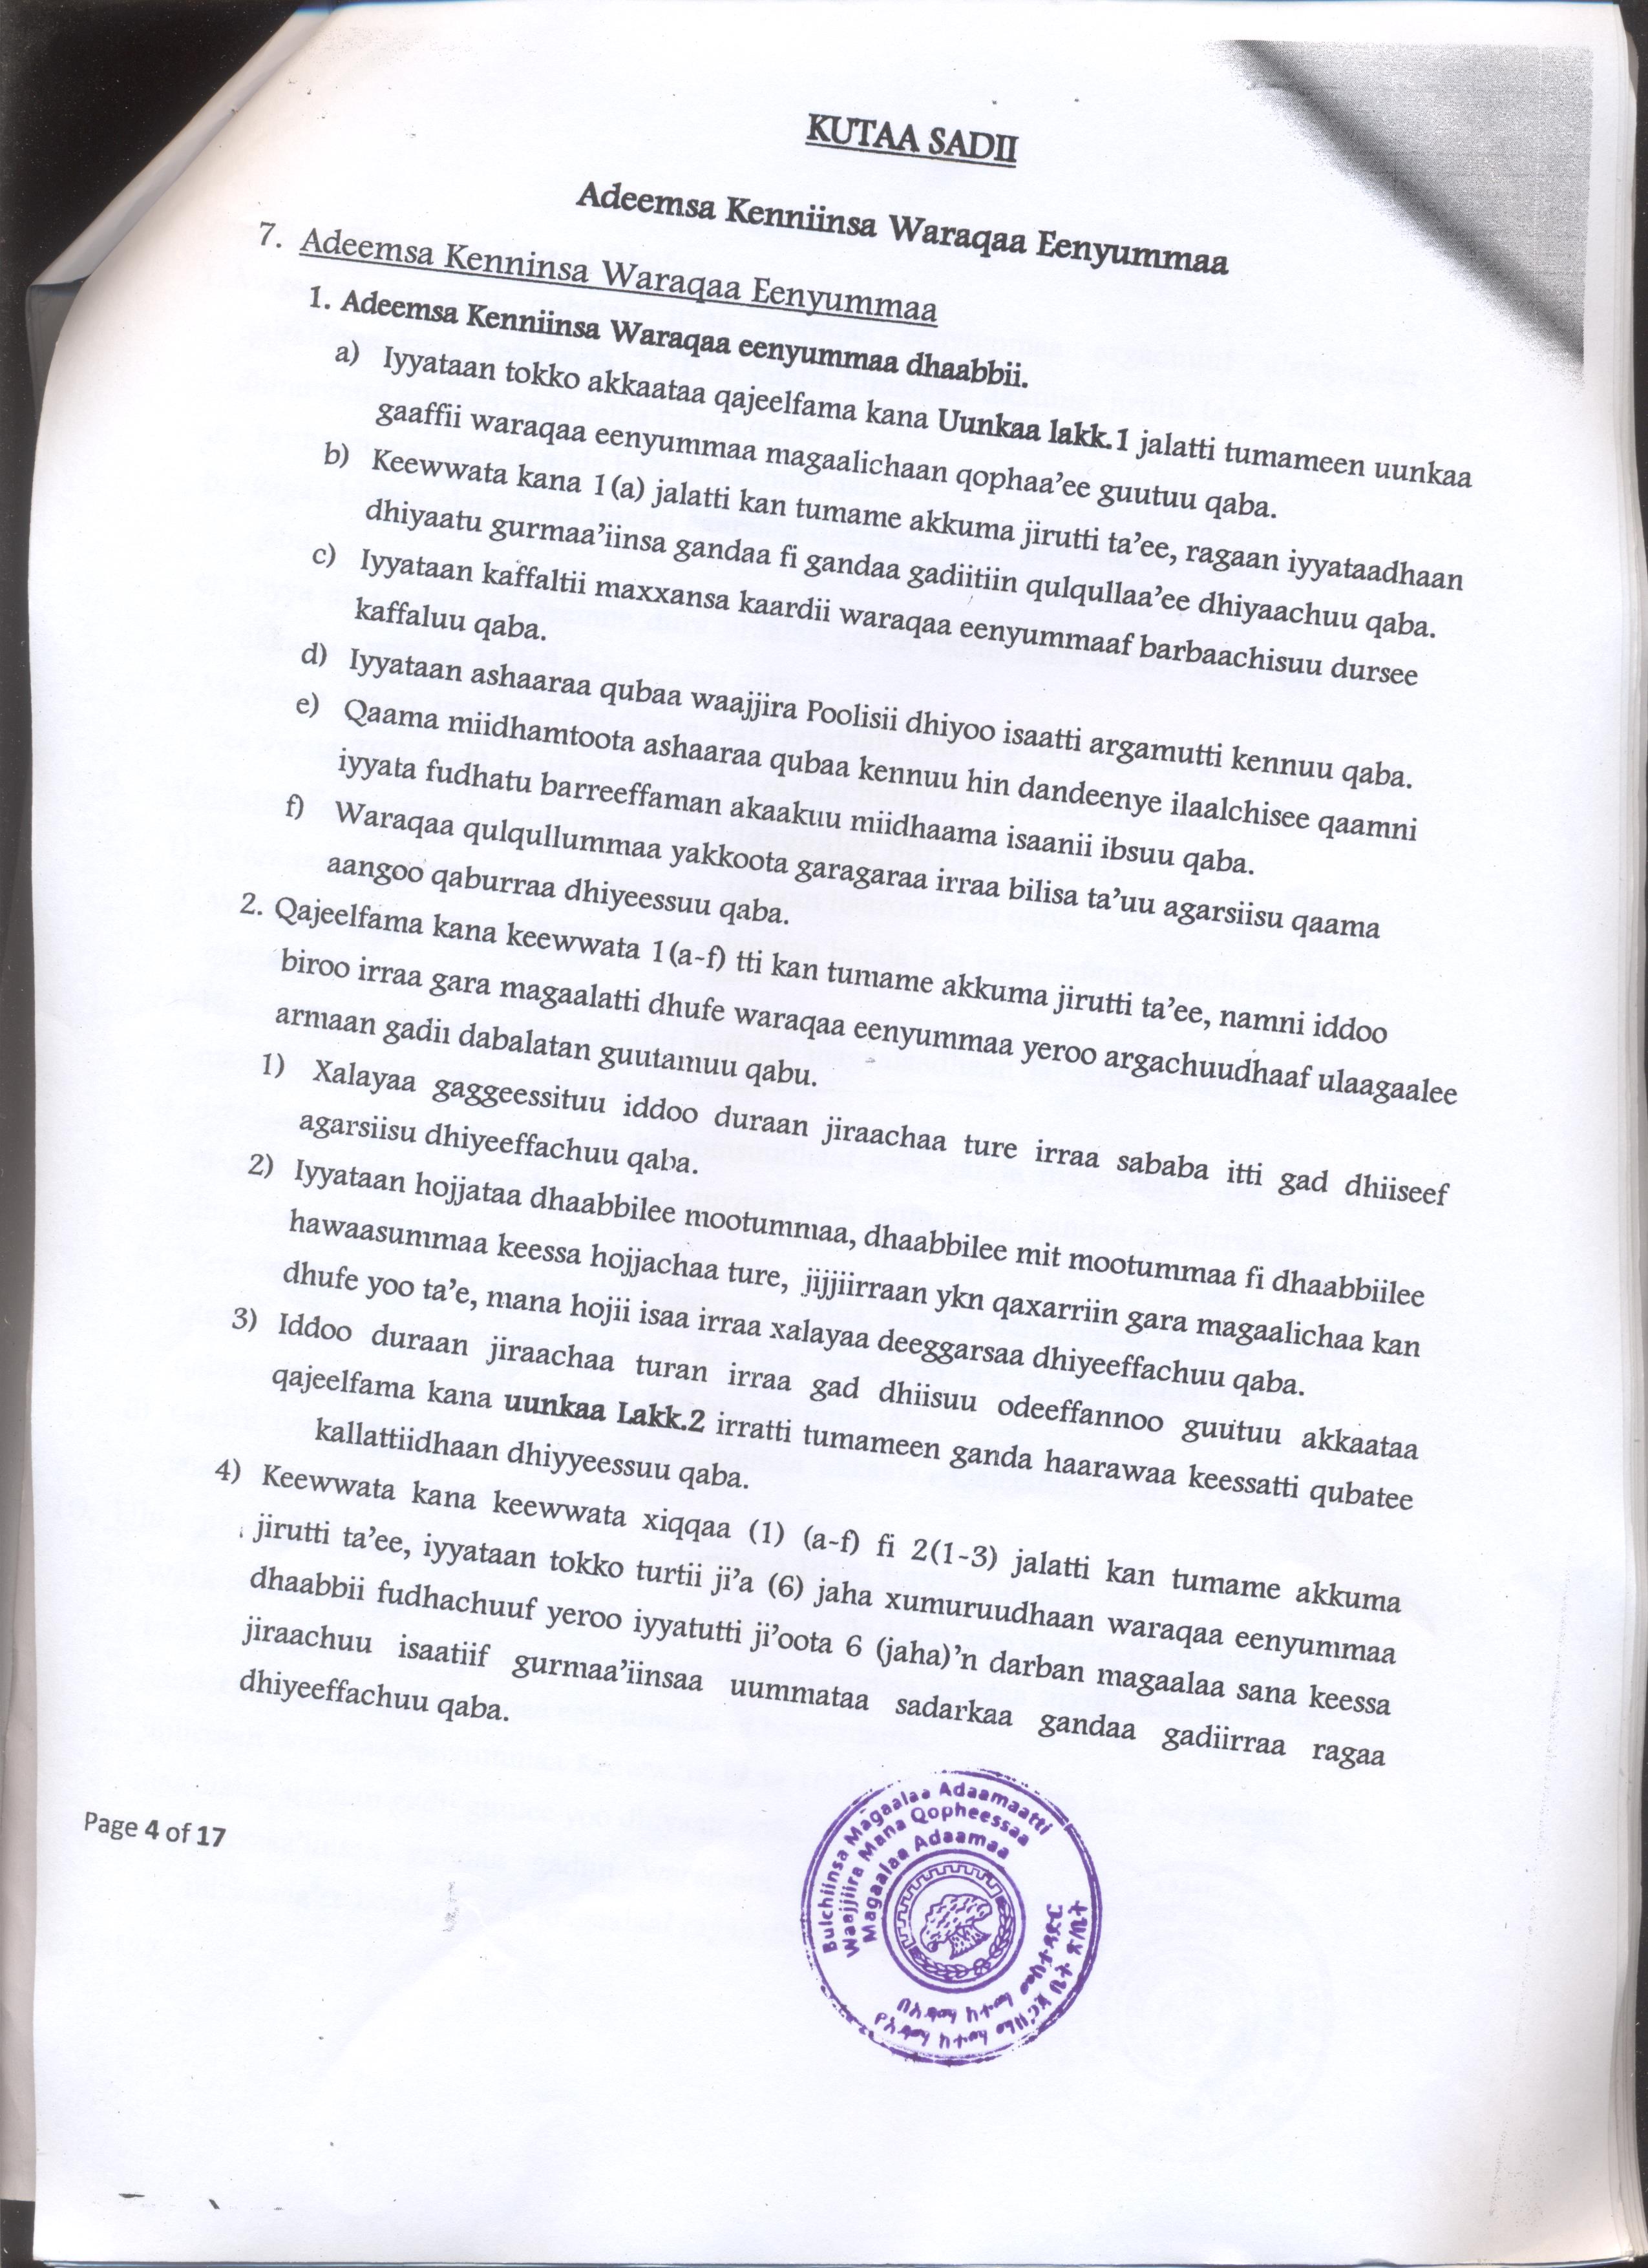 KUTAA SADII
Adeemsa Kenniinsa Waraqaa Eenyummaa
7. Adeemsa Kenninsa Waraqaa Eenyummaa
1. Adeemsa Kenniinsa Waraqaa eenyummaa dhaabbii.
a) Iyyataan tokko akkaataa qajeelfama kana Uunkaa lakk.1 jalatti tumameen uunkaa
gaaffii waraqaa eenyummaa magaalichaan qophaa'ee guutuu qaba.
b) Keewwata kana 1(a) jalatti kan tumame akkuma jirutti ta'ee, ragaan iyyataadhaan
dhiyaatu gurmaa'iinsa gandaa fi gandaa gadiitiin qulqullaa'ee dhiyaachuu qaba.
c) Iyyataan kaffaltii maxxansa kaardii waraqaa eenyummaaf barbaachisuu dursee
kaffaluu qaba.
d) Iyyataan ashaaraa qubaa waajjira Poolisii dhiyoo isaatti argamutti kennuu qaba.
e) Qaama miidhamtoota ashaaraa qubaa kennuu hin dandeenye ilaalchisee qaamni
iyyata fudhatu barreeffaman akaakuu miidhaama isaanii ibsuu qaba.
f) Waraqaa qulqullummaa yakkoota garagaraa irraa bilisa ta'uu agarsiisu qaama
aangoo qaburraa dhiyeessuu qaba.
2. Qajeelfama kana keewwata 1(a-f) tti kan tumame akkuma jirutti ta'ee, namni iddoo
biroo irraa gara magaalatti dhufe waraqaa eenyummaa yeroo argachuudhaaf ulaagaalee
armaan gadii dabalatan guutamuu qabu.
1) Xalayaa gaggeessituu iddoo duraan jiraachaa ture irraa sababa itti gad dhiiseef
agarsiisu dhiyeeffachuu qaba.
2) Iyyataan hojjataa dhaabbilee mootummaa, dhaabbilee mit mootummaa fi dhaabbiilee
hawaasummaa keessa hojjachaa ture, jijjiirraan ykn qaxarriin gara magaalichaa kan
dhufe yoo ta'e, mana hojii isaa irraa xalayaa deeggarsaa dhiyeeffachuu qaba.
3) Iddoo duraan jiraachaa turan irraa gad dhiisuu odeeffannoo guutuu akkaataa
qajeelfama kana uunkaa Lakk.2 irratti tumameen ganda haarawaa keessatti qubatee
kallattiidhaan dhiyyeessuu qaba.
4) Keewwata kana keewwata xiqqaa (1) (a-f) fi 2(1-3) jalatti kan tumame akkuma
jirutti ta'ee, iyyataan tokko turtii ji'a (6) jaha xumuruudhaan waraqaa eenyummaa
dhaabbii fudhachuuf yeroo iyyatutti ji'oota 6 (jaha)'n darban magaalaa sana keessa
jiraachuu isaatiif gurmaa'iinsaa uummataa sadarkaa gandaa gadiirraa ragaa
dhiyeeffachuu qaba.
Bulchiinsa Magaalaa Adaamaatti
Waajjiira Mana Qopheessaa
Magaalaa Adaamaa
Page 4 of 17